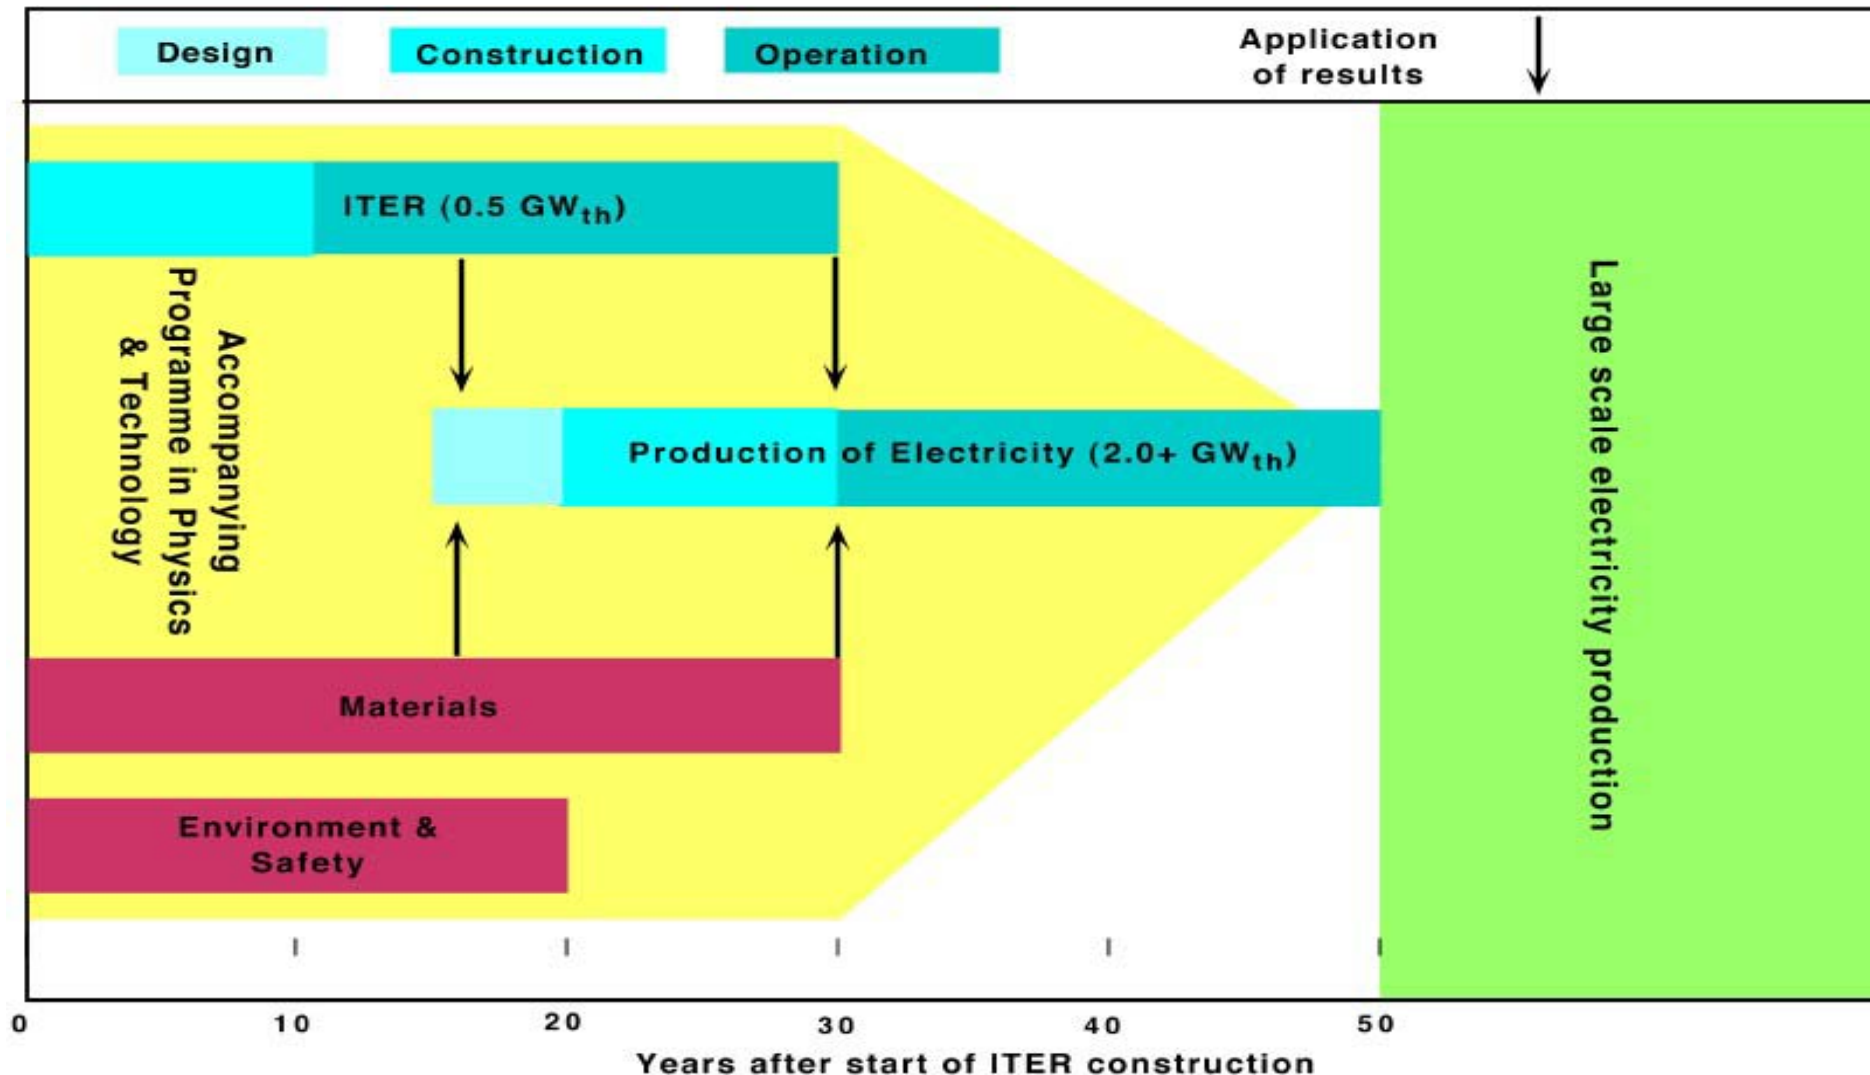 Design
Construction
Operation
Application
of results
ITER (0.5 GWth)
Accompanying
Programme in Physics
& Technology
Production of Electricity (2.0+ GWth)
Large scale electricity production
Materials
Environment &
Safety
0 10 20 30 40 50
Years after start of ITER construction